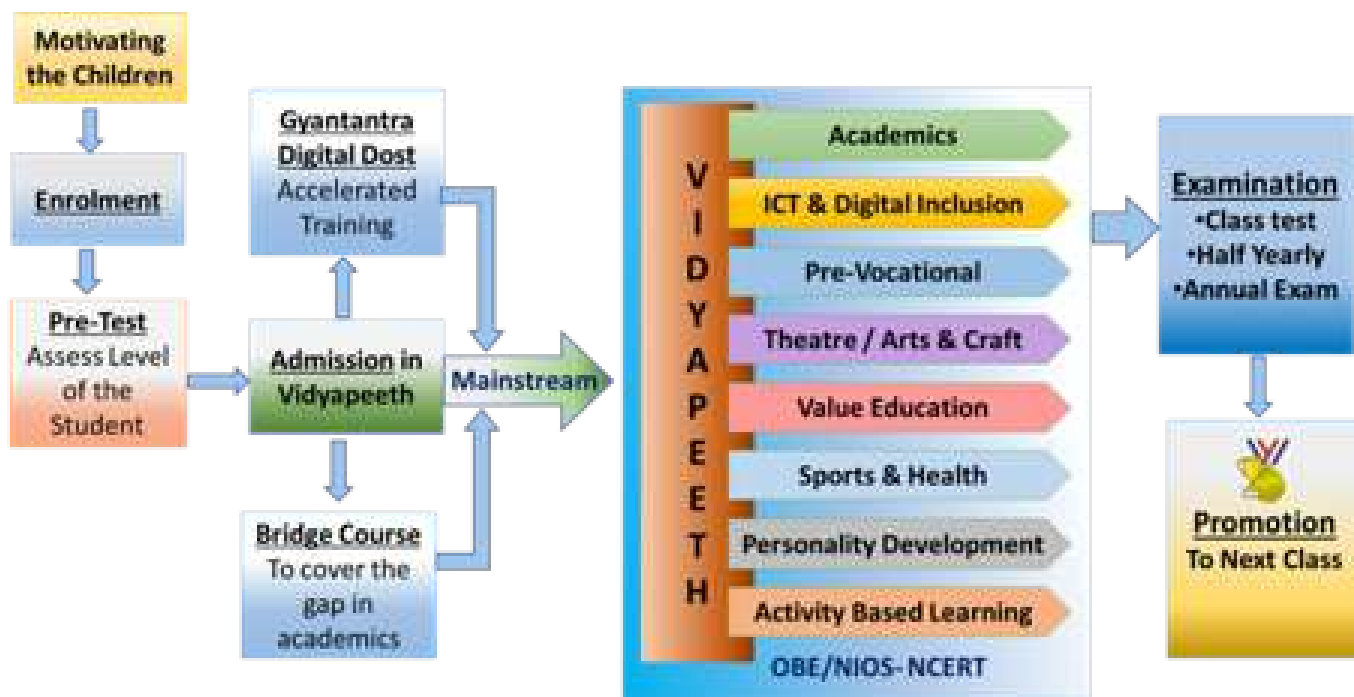 Motivating
the Children
Enrolment
Pre-Test
Assess Level
of the
Student
Gyantantra
Digital Dost
Accelerated
Training
Admission in
Vidyapeeth
Mainstream
Bridge Course
To cover the
gap in
academics
VIDYAPEETH
Academics
ICT & Digital Inclusion
Pre-Vocational
Theatre / Arts & Craft
Value Education
Sports & Health
Personality Development
Activity Based Learning
OBE/NIOS- NCERT
Examination
•Class test
•Half Yearly
•Annual Exam
Promotion
To Next Class